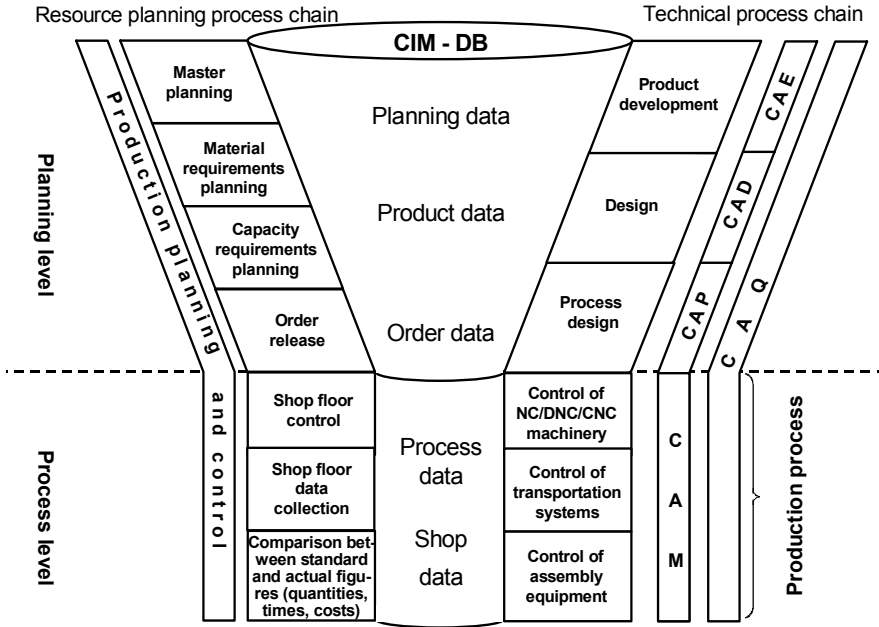 Resource planning process chain
Technical process chain
CIM - DB
Master
planning
Material
requirements
planning
Capacity
requirements
planning
Order
release
Production planning
and control
Planning data
Product data
Order data
Product
development
Design
Process
design
CAE
CAD
CAP
CAQ
Planning level
Process level
Shop floor
control
Shop floor
data
collection
Comparison bet-
ween standard
and actual figu-
res (quantities,
times, costs)
Process
data
Shop
data
Control of
NC/DNC/CNC
machinery
Control of
transportation
systems
Control of
assembly
equipment
C
A
M
Production process